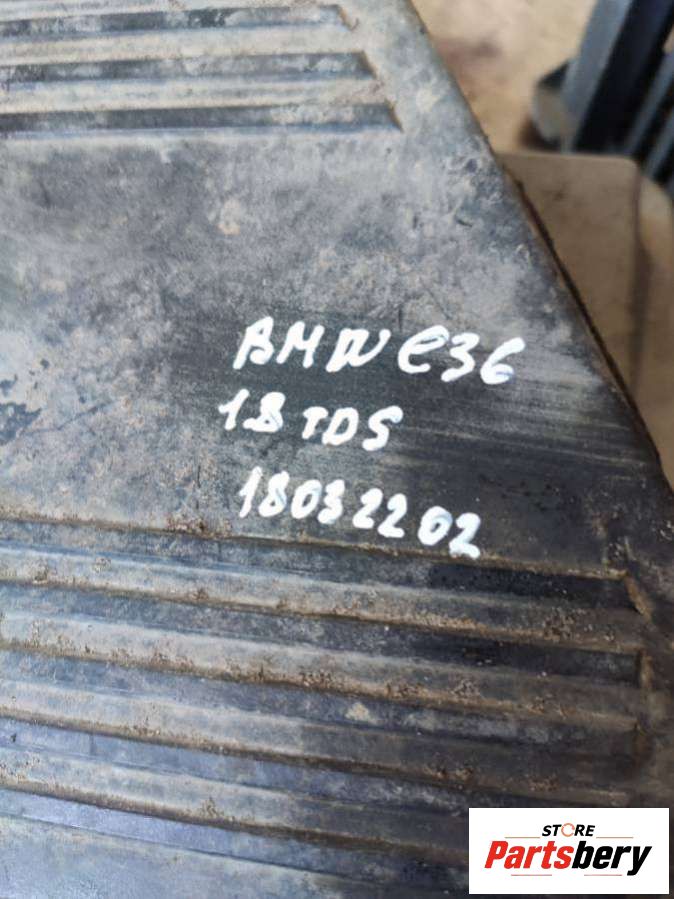 BMW e36
1.8 TDS
18032202
STORE
Partsbery